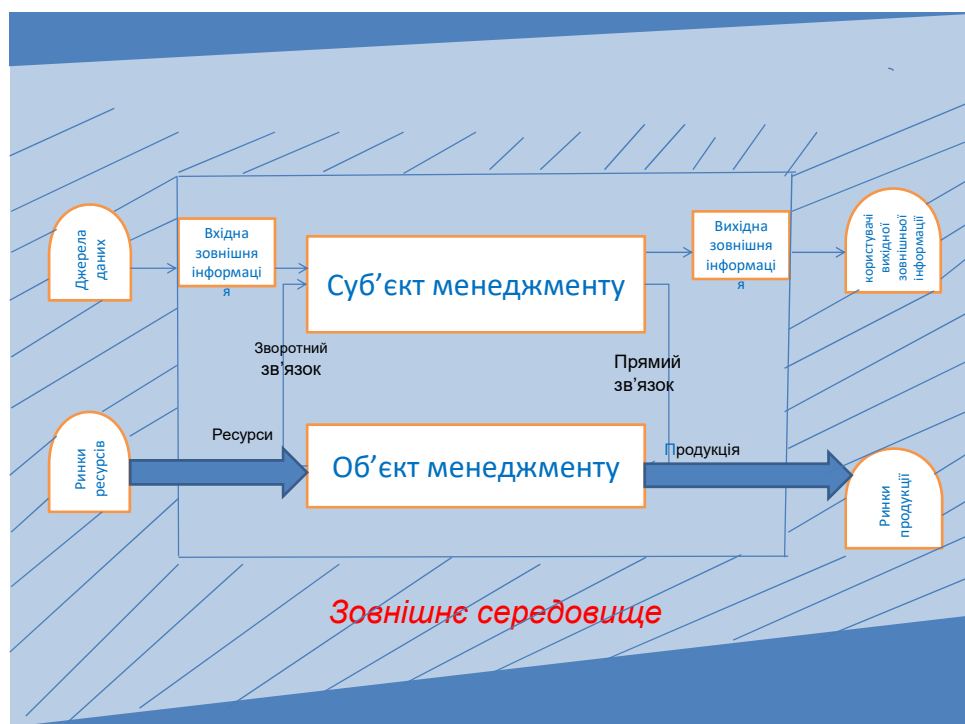 Джерела
даних
Вхідна
зовнішня
інформаці
я
Суб’єкт менеджменту
Вихідна
зовнішня
інформаці
я
користувачі
вихідної
зовнішньої
інформації
Зворотний
зв’язок
Прямий
зв’язок
Ринки
ресурсів
Ресурси
Об’єкт менеджменту
Продукція
Ринки
продукції
Зовнішнє середовище